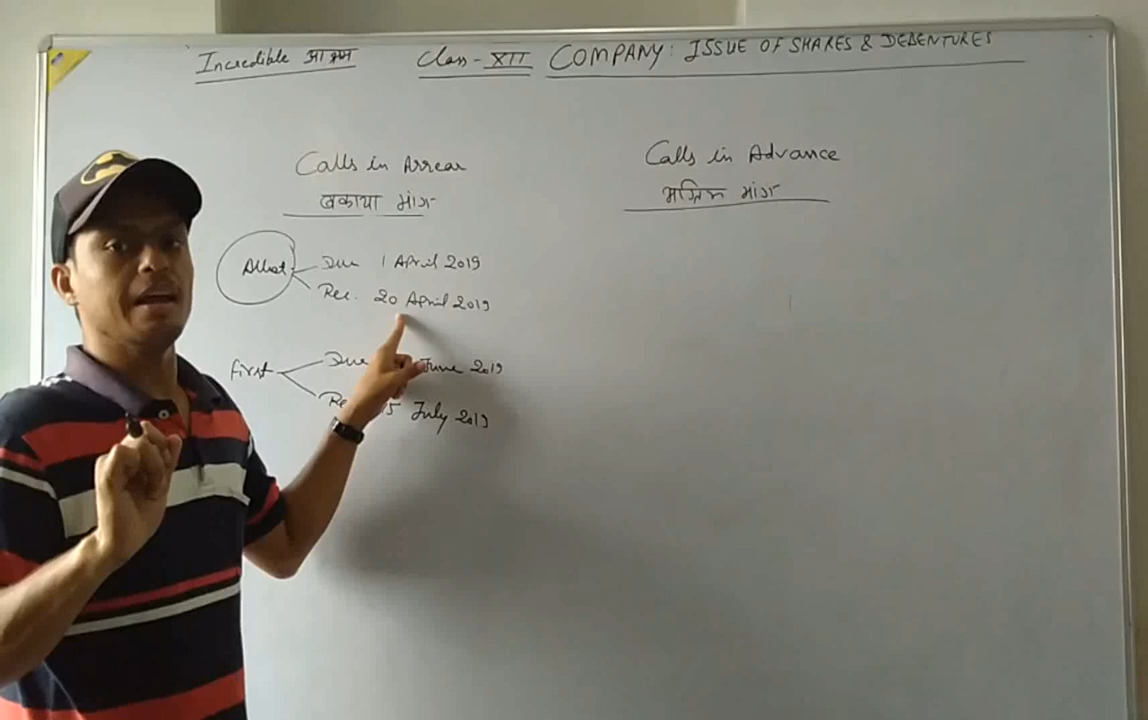 Incredible आश्रम Class-XII COMPANY: ISSUE OF SHARES & DEBENTURES
Calls in Arrear
बकाया मांग
Allot Due 1 April 2019
Rec. 20 April 2019
first Due June 2019
15 July 2019
Calls in Advance
अग्रिम मांग